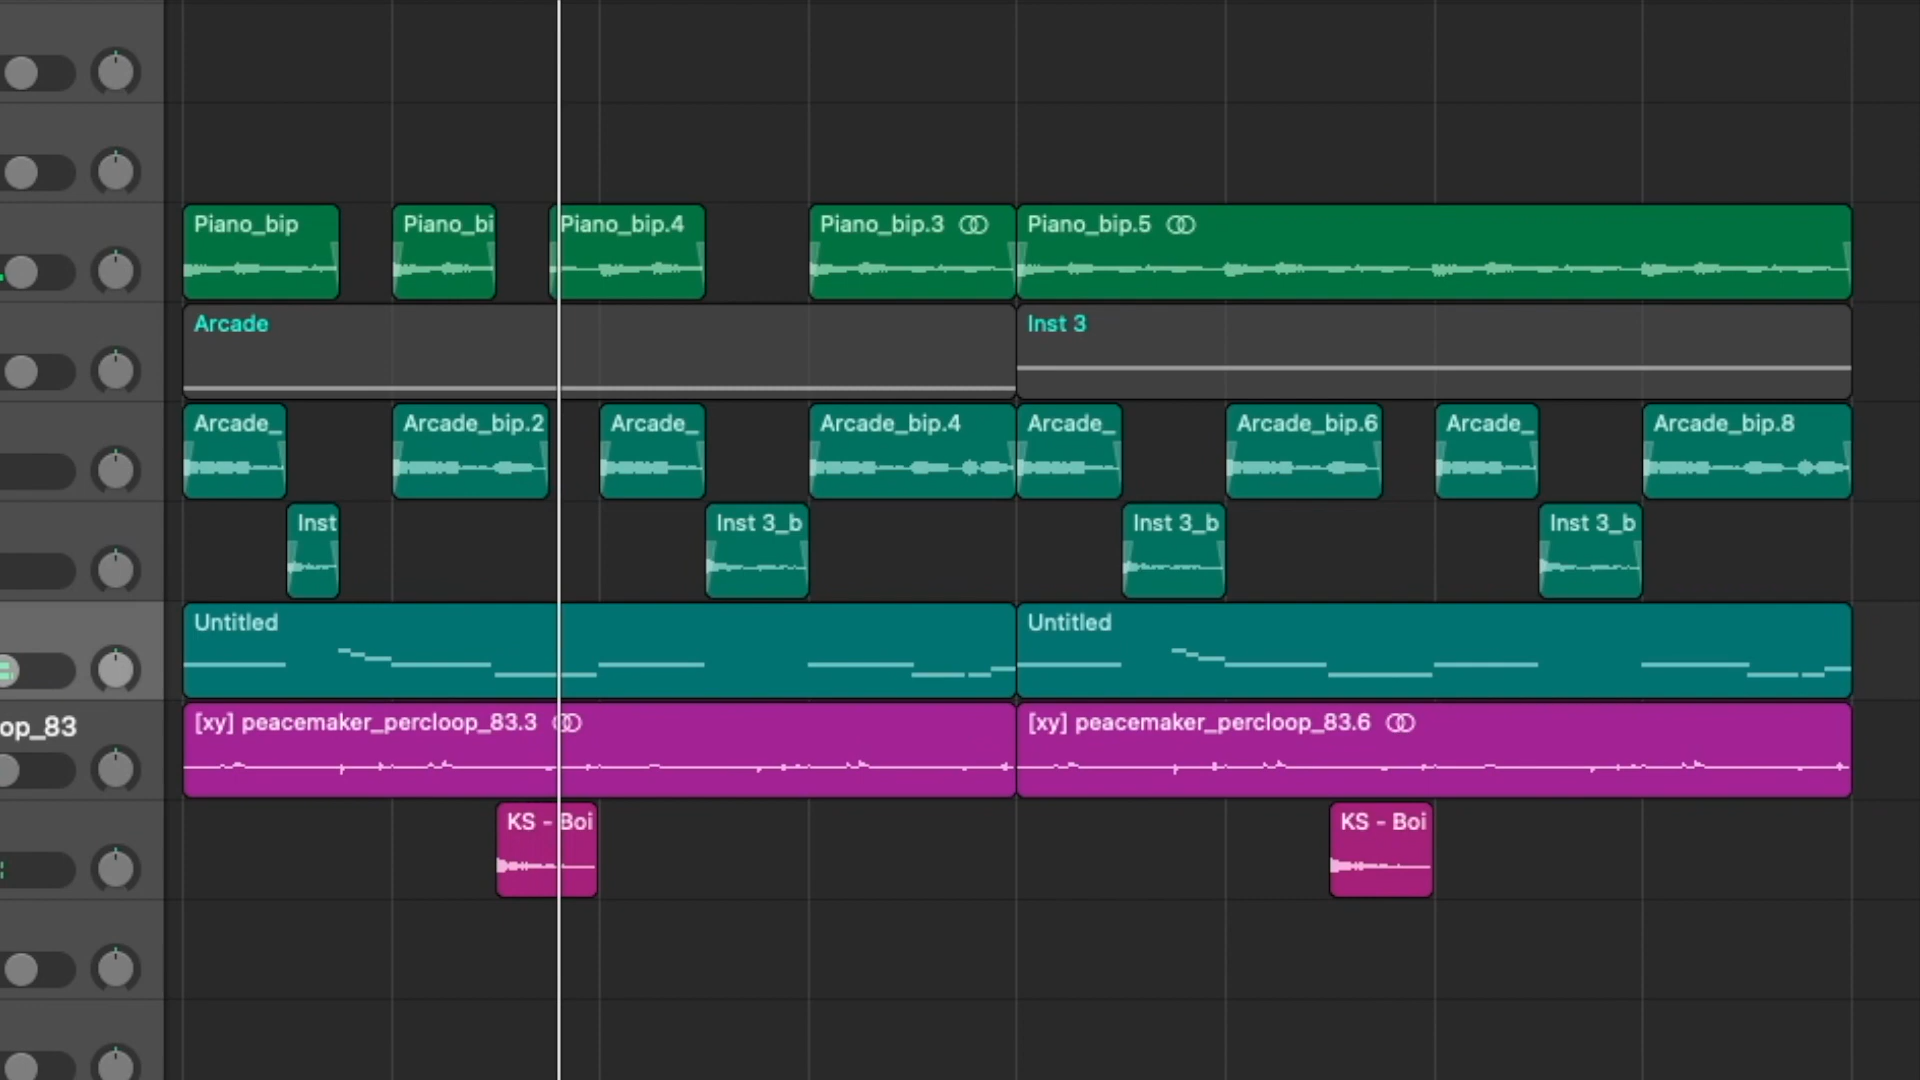 Piano_bip
Piano_bi
Piano_bip.4
Piano_bip.3
Piano_bip.5
Arcade
Inst 3
Arcade_
Arcade_bip.2
Arcade_
Arcade_bip.4
Arcade_
Arcade_bip.6
Arcade_
Arcade_bip.8
Inst
Inst 3_b
Inst 3_b
Inst 3_b
Untitled
Untitled
op_83
[xy] peacemaker_percloop_83.3
[xy] peacemaker_percloop_83.6
KS - Boi
KS - Boi